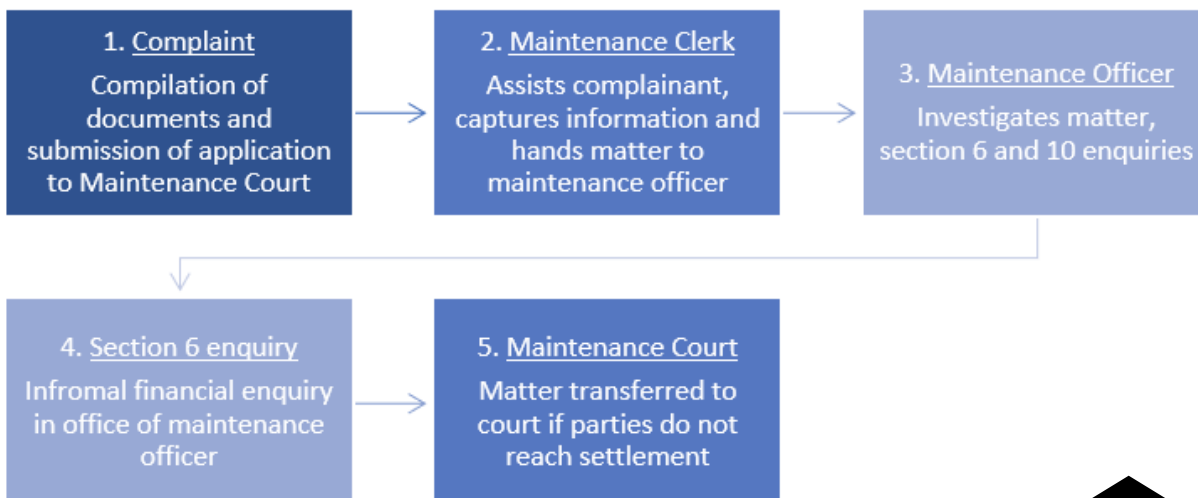 1. Complaint
Compilation of
documents and
submission of application
to Maintenance Court
2. Maintenance Clerk
Assists complainant,
captures information and
hands matter to
maintenance officer
3. Maintenance Officer
Investigates matter,
section 6 and 10 enquiries
4. Section 6 enquiry
Infromal financial enquiry
in office of maintenance
officer
5. Maintenance Court
Matter transferred to
court if parties do not
reach settlement